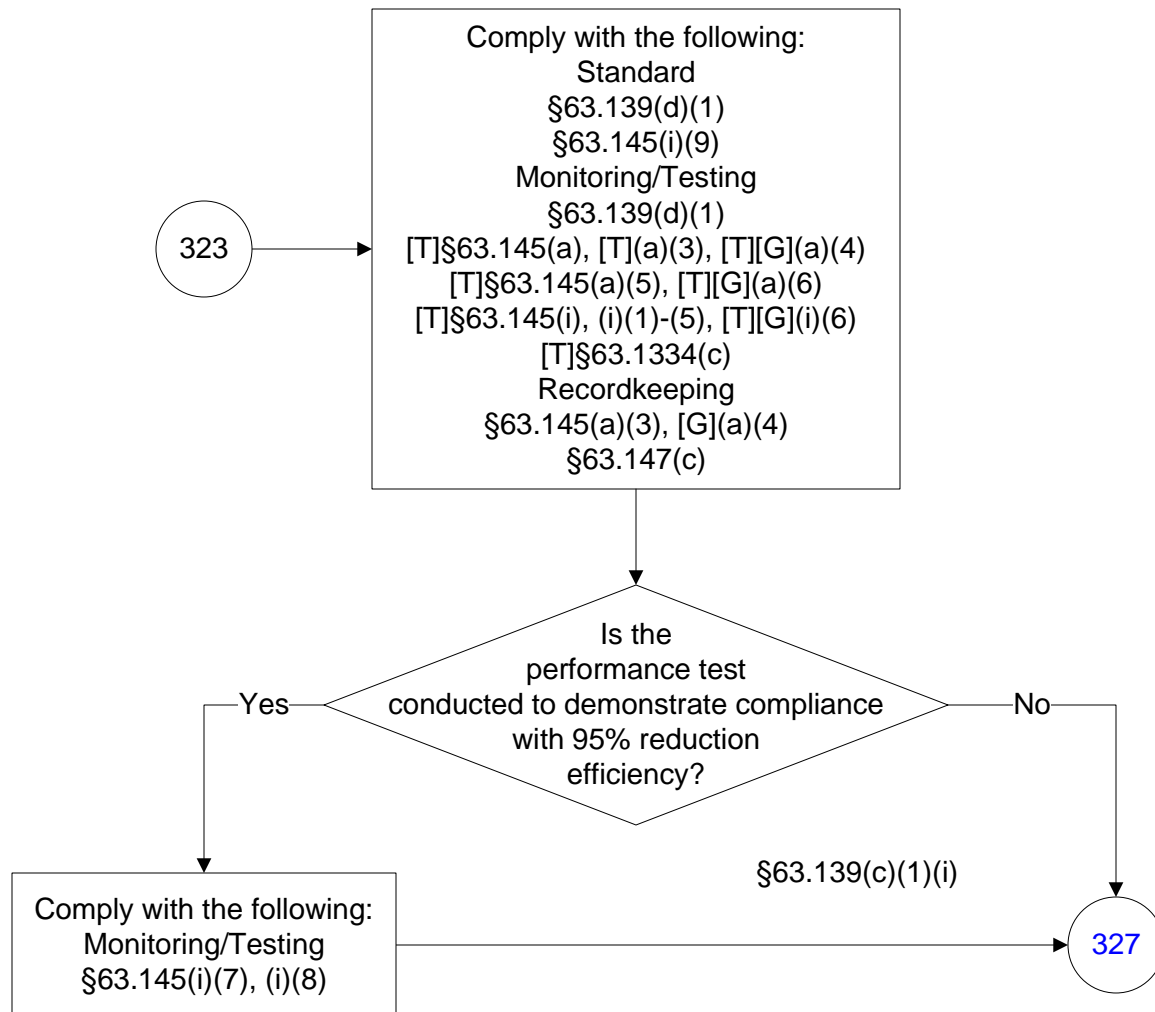 Comply with the following:
Standard
§63.139(d)(1)
§63.145(i)(9)
Monitoring/Testing
§63.139(d)(1)
[T]§63.145(a), [T](a)(3), [T][G](a)(4)
[T]§63.145(a)(5), [T][G](a)(6)
[T]§63.145(i), (i)(1)-(5), [T][G](i)(6)
[T]§63.1334(c)
Recordkeeping
§63.145(a)(3), [G](a)(4)
§63.147(c)
323
Is the
performance test
conducted to demonstrate compliance
with 95% reduction
efficiency?
Yes
No
§63.139(c)(1)(i)
Comply with the following:
Monitoring/Testing
§63.145(i)(7), (i)(8)
327